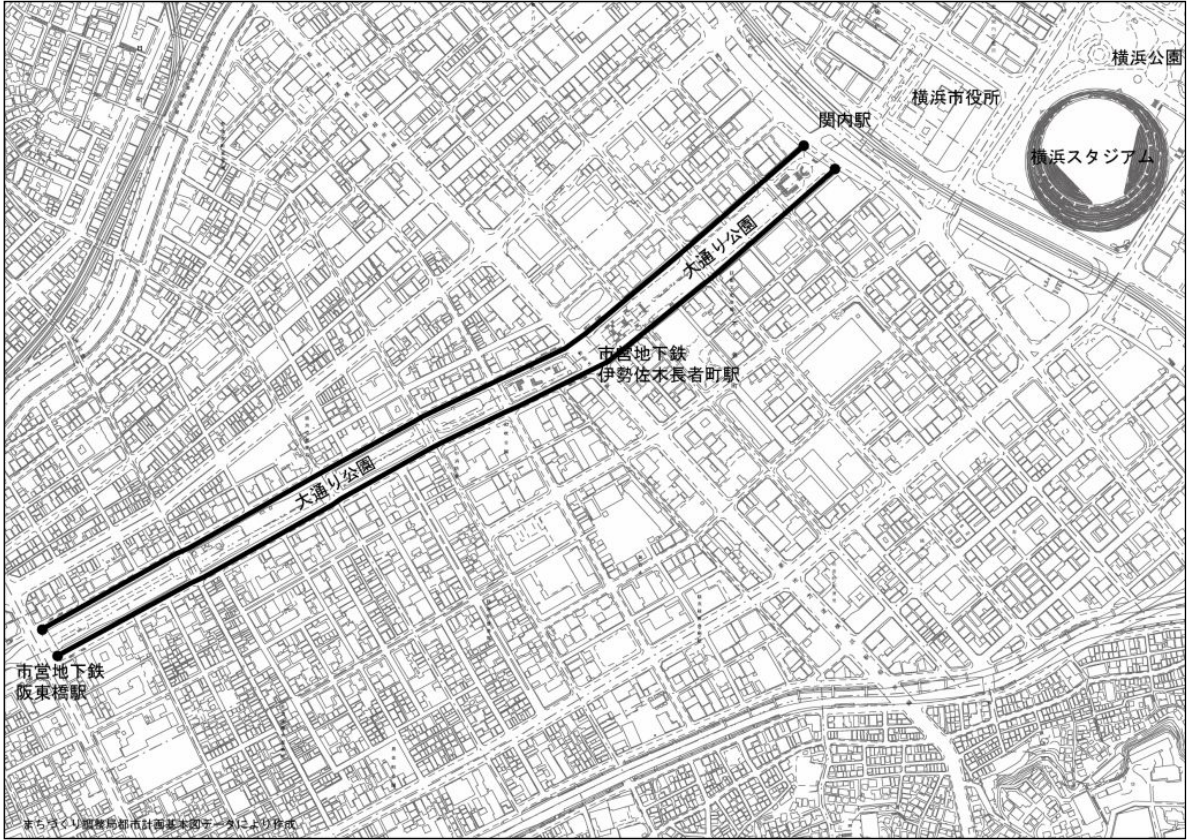 横浜公園
横浜市役所
関内駅
横浜スタジアム
大通り公園
市営地下鉄
伊勢佐木長者町駅
大通り公園
市営地下鉄
阪東橋駅
まちづくり調整局都市計画基本図データにより作成